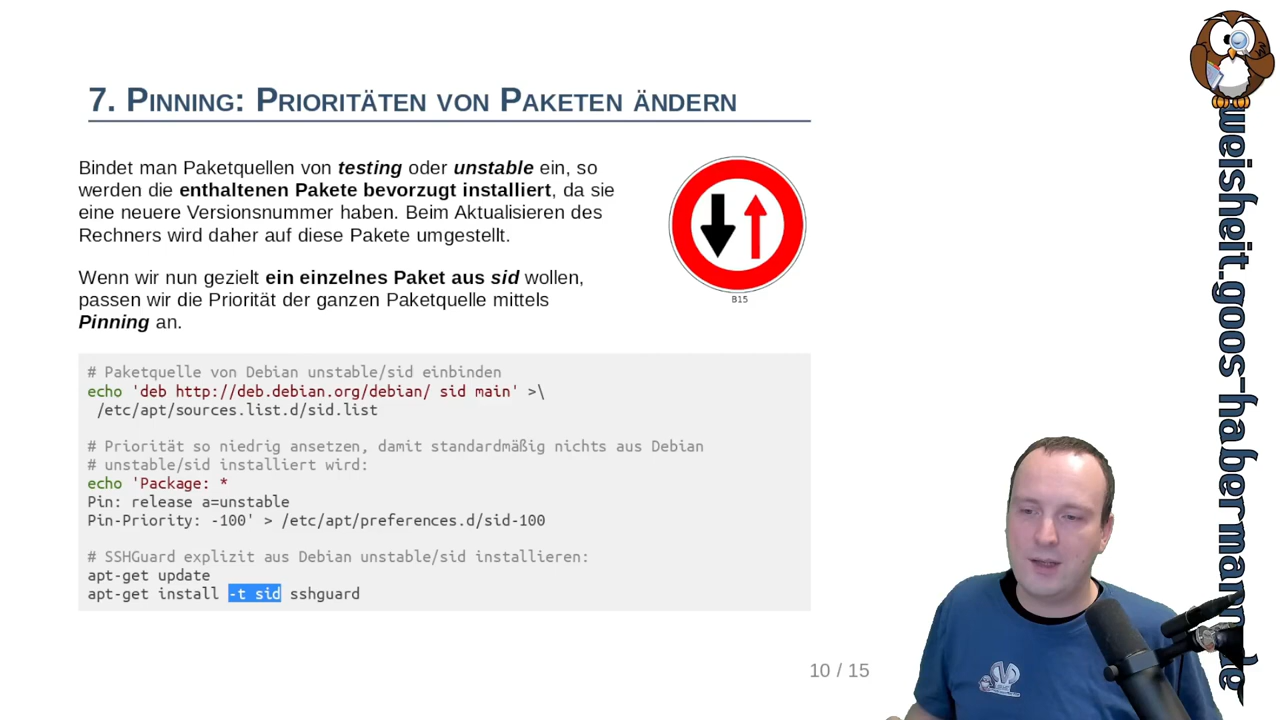 7. Pinning: Prioritäten von Paketen ändern
Bindet man Paketquellen von testing oder unstable ein, so
werden die enthaltenen Pakete bevorzugt installiert, da sie
eine neuere Versionsnummer haben. Beim Aktualisieren des
Rechners wird daher auf diese Pakete umgestellt.
Wenn wir nun gezielt ein einzelnes Paket aus sid wollen,
passen wir die Priorität der ganzen Paketquelle mittels
Pinning an.
B15
# Paketquelle von Debian unstable/sid einbinden
echo 'deb http://deb.debian.org/debian/ sid main' >\
/etc/apt/sources.list.d/sid.list
# Priorität so niedrig ansetzen, damit standardmäßig nichts aus Debian
# unstable/sid installiert wird:
echo 'Package: *
Pin: release a=unstable
Pin-Priority: -100' > /etc/apt/preferences.d/sid-100
# SSHGuard explizit aus Debian unstable/sid installieren:
apt-get update
apt-get install -t sid sshguard
10 / 15
weisheit.goos-habermann.de